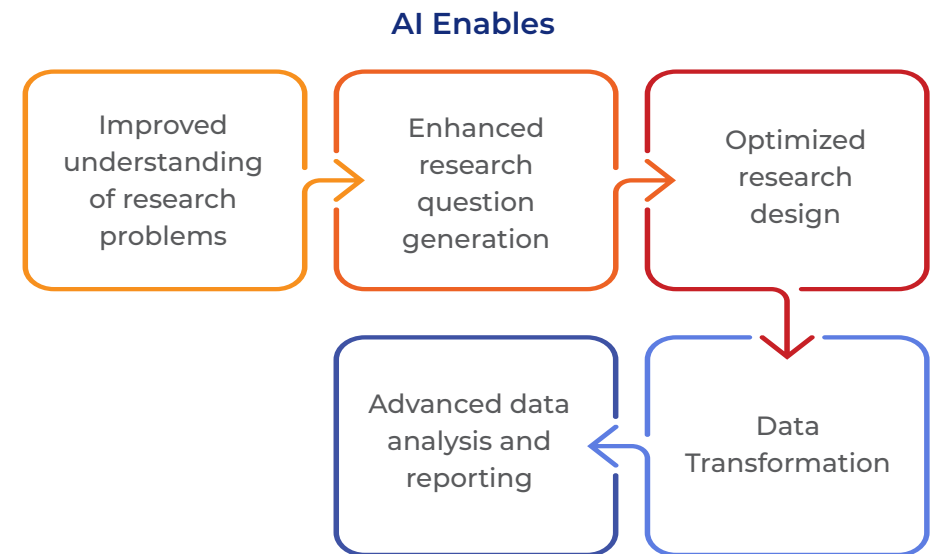 AI Enables
Improved
understanding
of research
problems
Enhanced
research
question
generation
Optimized
research
design
Data
Transformation
Advanced data
analysis and
reporting